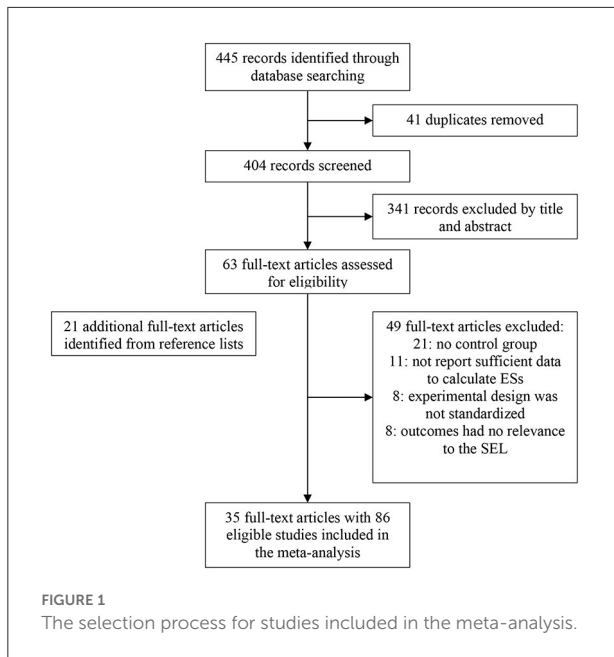 445 records identified through
database searching
41 duplicates removed
404 records screened
341 records excluded by title
and abstract
63 full-text articles assessed
for eligibility
21 additional full-text articles
identified from reference lists
49 full-text articles excluded:
21: no control group
11: not report sufficient data
to calculate ESs
8: experimental design was
not standardized
8: outcomes had no relevance
to the SEL
35 full-text articles with 86
eligible studies included in
the meta-analysis
FIGURE 1
The selection process for studies included in the meta-analysis.